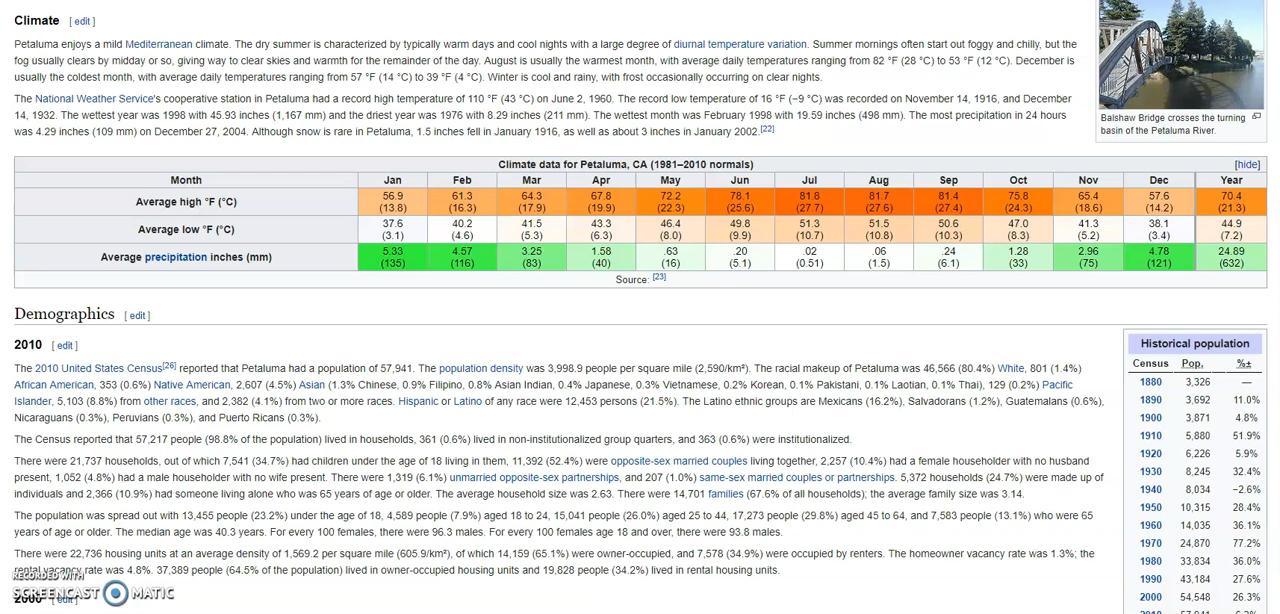 Climate [ edit ]
Petaluma enjoys a mild Mediterranean climate. The dry summer is characterized by typically warm days and cool nights with a large degree of diurnal temperature variation. Summer mornings often start out foggy and chilly, but the
fog usually clears by midday or so, giving way to clear skies and warmth for the remainder of the day. August is usually the warmest month, with average daily temperatures ranging from 82 °F (28 °C) to 53 °F (12 °C). December is
usually the coldest month, with average daily temperatures ranging from 57 °F (14 °C) to 39 °F (4 °C). Winter is cool and rainy, with frost occasionally occurring on clear nights.
The National Weather Service's cooperative station in Petaluma had a record high temperature of 110 °F (43 °C) on June 2, 1960. The record low temperature of 16 °F (−9 °C) was recorded on November 14, 1916, and December
14, 1932. The wettest year was 1998 with 45.93 inches (1,167 mm) and the driest year was 1976 with 8.29 inches (211 mm). The wettest month was February 1998 with 19.59 inches (498 mm). The most precipitation in 24 hours
was 4.29 inches (109 mm) on December 27, 2004. Although snow is rare in Petaluma, 1.5 inches fell in January 1916, as well as about 3 inches in January 2002.[22]
Balshaw Bridge crosses the turning
basin of the Petaluma River.
Climate data for Petaluma, CA (1981–2010 normals) [hide]
Month Jan Feb Mar Apr May Jun Jul Aug Sep Oct Nov Dec Year
Average high °F (°C) 56.9 (13.8) 61.3 (16.3) 64.3 (17.9) 67.8 (19.9) 72.2 (22.3) 78.1 (25.6) 81.8 (27.7) 81.7 (27.6) 81.4 (27.4) 75.8 (24.3) 65.4 (18.6) 57.6 (14.2) 70.4 (21.3)
Average low °F (°C) 37.6 (3.1) 40.2 (4.6) 41.5 (5.3) 43.3 (6.3) 46.4 (8.0) 49.8 (9.9) 51.3 (10.7) 51.5 (10.8) 50.6 (10.3) 47.0 (8.3) 41.3 (5.2) 38.1 (3.4) 44.9 (7.2)
Average precipitation inches (mm) 5.33 (135) 4.57 (116) 3.25 (83) 1.58 (40) .63 (16) .20 (5.1) .02 (0.51) .06 (1.5) .24 (6.1) 1.28 (33) 2.96 (75) 4.78 (121) 24.89 (632)
Source: [23]
Demographics [ edit ]
2010 [ edit ]
The 2010 United States Census[26] reported that Petaluma had a population of 57,941. The population density was 3,998.9 people per square mile (2,590/km²). The racial makeup of Petaluma was 46,566 (80.4%) White, 801 (1.4%)
African American, 353 (0.6%) Native American, 2,607 (4.5%) Asian (1.3% Chinese, 0.9% Filipino, 0.8% Asian Indian, 0.4% Japanese, 0.3% Vietnamese, 0.2% Korean, 0.1% Pakistani, 0.1% Laotian, 0.1% Thai), 129 (0.2%) Pacific
Islander, 5,103 (8.8%) from other races, and 2,382 (4.1%) from two or more races. Hispanic or Latino of any race were 12,453 persons (21.5%). The Latino ethnic groups are Mexicans (16.2%), Salvadorans (1.2%), Guatemalans (0.6%),
Nicaraguans (0.3%), Peruvians (0.3%), and Puerto Ricans (0.3%).
The Census reported that 57,217 people (98.8% of the population) lived in households, 361 (0.6%) lived in non-institutionalized group quarters, and 363 (0.6%) were institutionalized.
There were 21,737 households, out of which 7,541 (34.7%) had children under the age of 18 living in them, 11,392 (52.4%) were opposite-sex married couples living together, 2,257 (10.4%) had a female householder with no husband
present, 1,052 (4.8%) had a male householder with no wife present. There were 1,319 (6.1%) unmarried opposite-sex partnerships, and 207 (1.0%) same-sex married couples or partnerships. 5,372 households (24.7%) were made up of
individuals and 2,366 (10.9%) had someone living alone who was 65 years of age or older. The average household size was 2.63. There were 14,701 families (67.6% of all households); the average family size was 3.14.
The population was spread out with 13,455 people (23.2%) under the age of 18, 4,589 people (7.9%) aged 18 to 24, 15,041 people (26.0%) aged 25 to 44, 17,273 people (29.8%) aged 45 to 64, and 7,583 people (13.1%) who were 65
years of age or older. The median age was 40.3 years. For every 100 females, there were 96.3 males. For every 100 females age 18 and over, there were 93.8 males.
There were 22,736 housing units at an average density of 1,569.2 per square mile (605.9/km²), of which 14,159 (65.1%) were owner-occupied, and 7,578 (34.9%) were occupied by renters. The homeowner vacancy rate was 1.3%; the
rental vacancy rate was 4.8%. 37,389 people (64.5% of the population) lived in owner-occupied housing units and 19,828 people (34.2%) lived in rental housing units.
2000 [ edit ]
RECORDED WITH
SCREENCAST MATIC
Historical population
Census Pop. %±
1880 3,326 —
1890 3,692 11.0%
1900 3,871 4.8%
1910 5,880 51.9%
1920 6,226 5.9%
1930 8,245 32.4%
1940 8,034 −2.6%
1950 10,315 28.4%
1960 14,035 36.1%
1970 24,870 77.2%
1980 33,834 36.0%
1990 43,184 27.6%
2000 54,548 26.3%